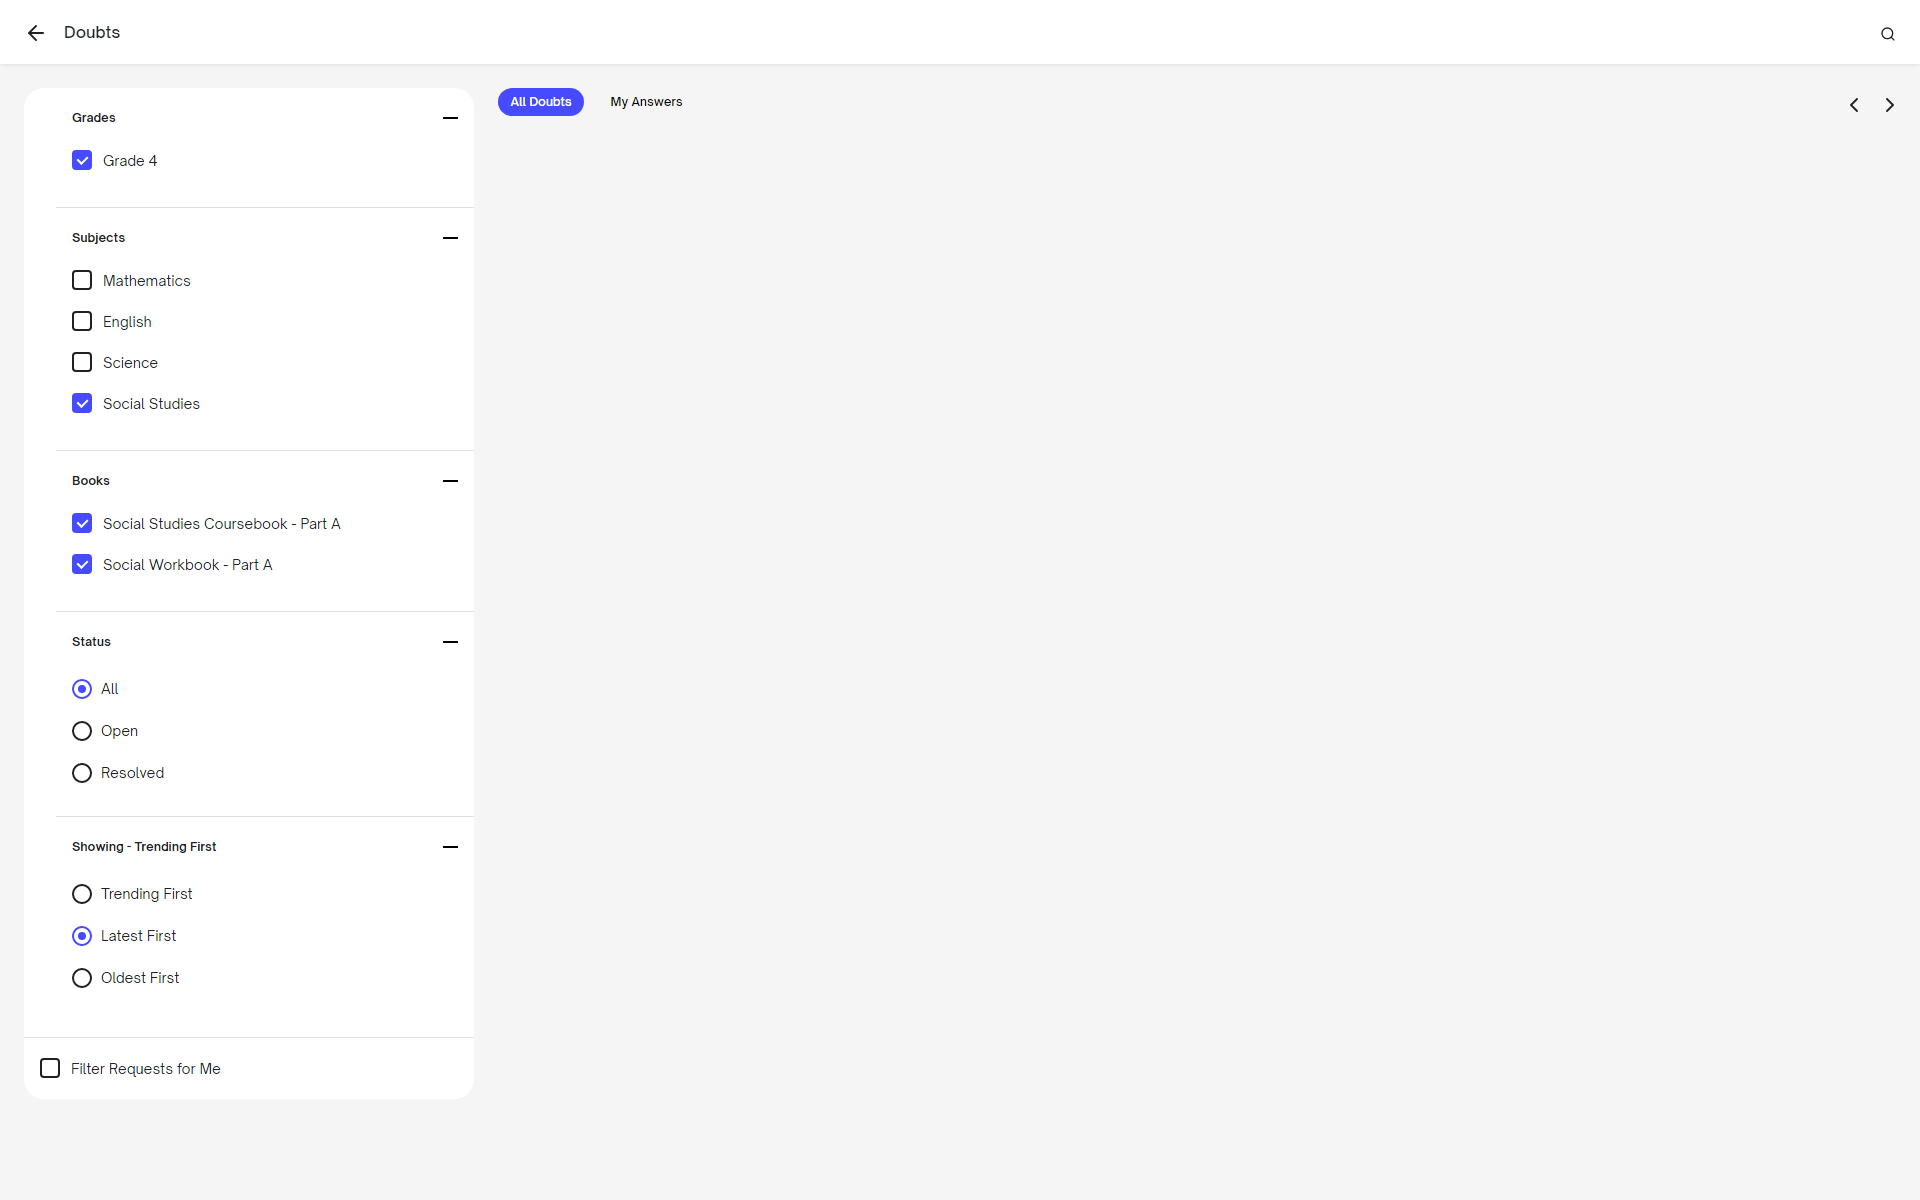 Doubts
All Doubts
My Answers
Grades
Grade 4
Subjects
Mathematics
English
Science
Social Studies
Books
Social Studies Coursebook - Part A
Social Workbook - Part A
Status
All
Open
Resolved
Showing - Trending First
Trending First
Latest First
Oldest First
Filter Requests for Me